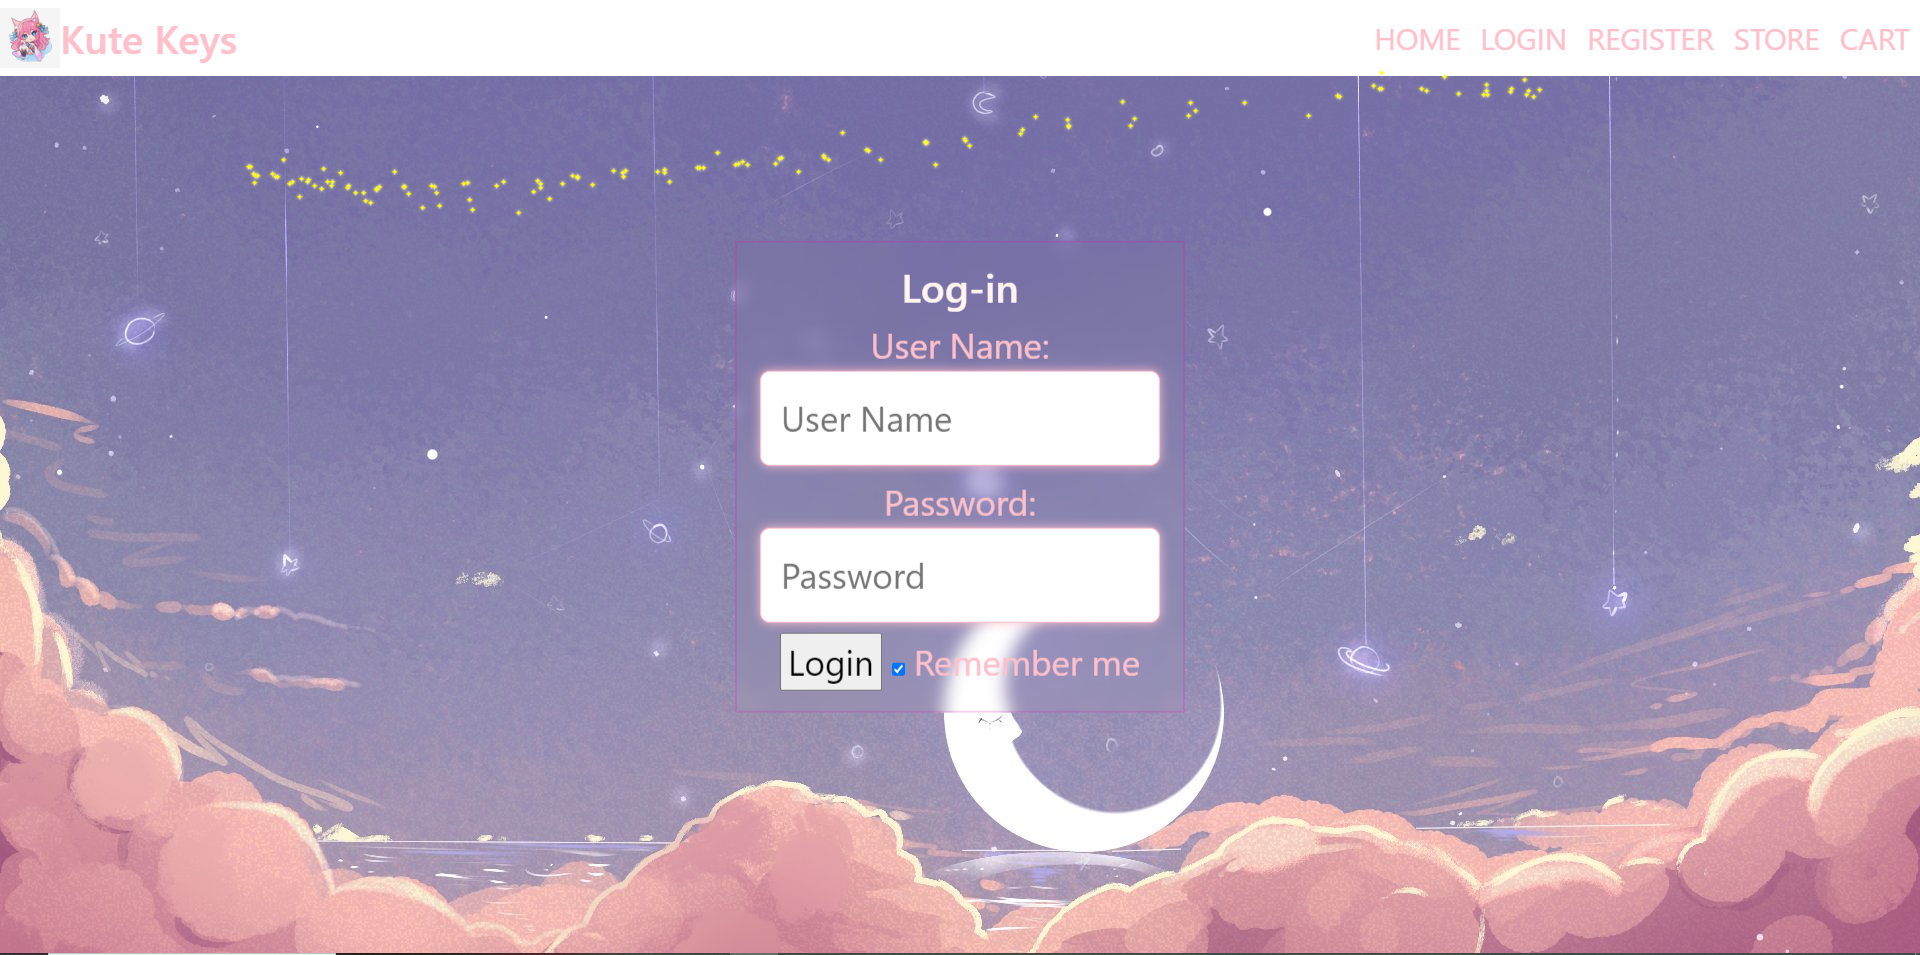 Kute Keys
HOME LOGIN REGISTER STORE CART
Log-in
User Name:
User Name
Password:
Password
Login Remember me